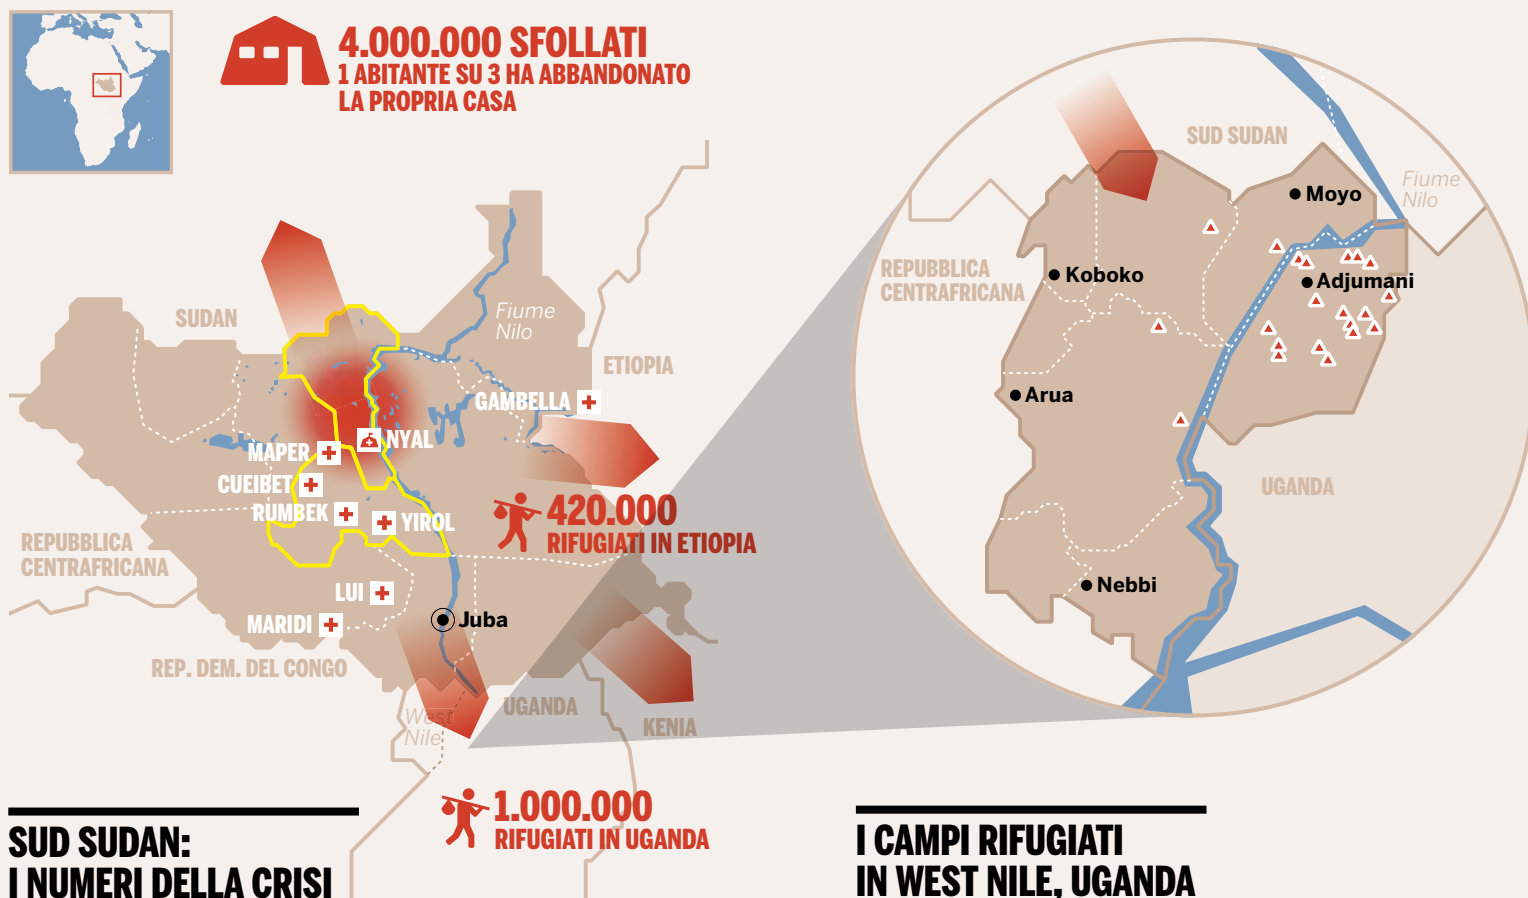 4.000.000 SFOLLATI
1 ABITANTE SU 3 HA ABBANDONATO
LA PROPRIA CASA
SUDAN
Fiume
Nilo
ETIOPIA
GAMBELLA
NYAL
MAPER
CUEIBET
RUMBEK
YIROL
420.000
RIFUGIATI IN ETIOPIA
REPUBBLICA
CENTRAFRICANA
LUI
MARIDI
Juba
REP. DEM. DEL CONGO
West
Nile
UGANDA
KENIA
1.000.000
RIFUGIATI IN UGANDA
SUD SUDAN:
I NUMERI DELLA CRISI
SUD SUDAN
Fiume
Nilo
Moyo
REPUBBLICA
CENTRAFRICANA
Koboko
Adjumani
Arua
UGANDA
Nebbi
I CAMPI RIFUGIATI
IN WEST NILE, UGANDA